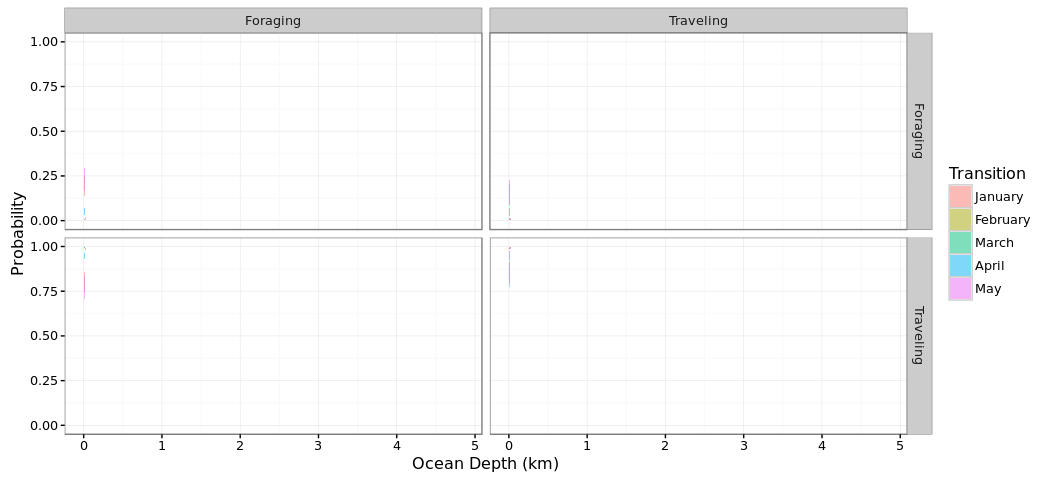 Foraging Traveling
Probability
1.00
0.75
0.50
0.25
0.00
Foraging
1.00
0.75
0.50
0.25
0.00
Traveling
0 1 2 3 4 5 0 1 2 3 4 5
Ocean Depth (km)
Transition
January
February
March
April
May